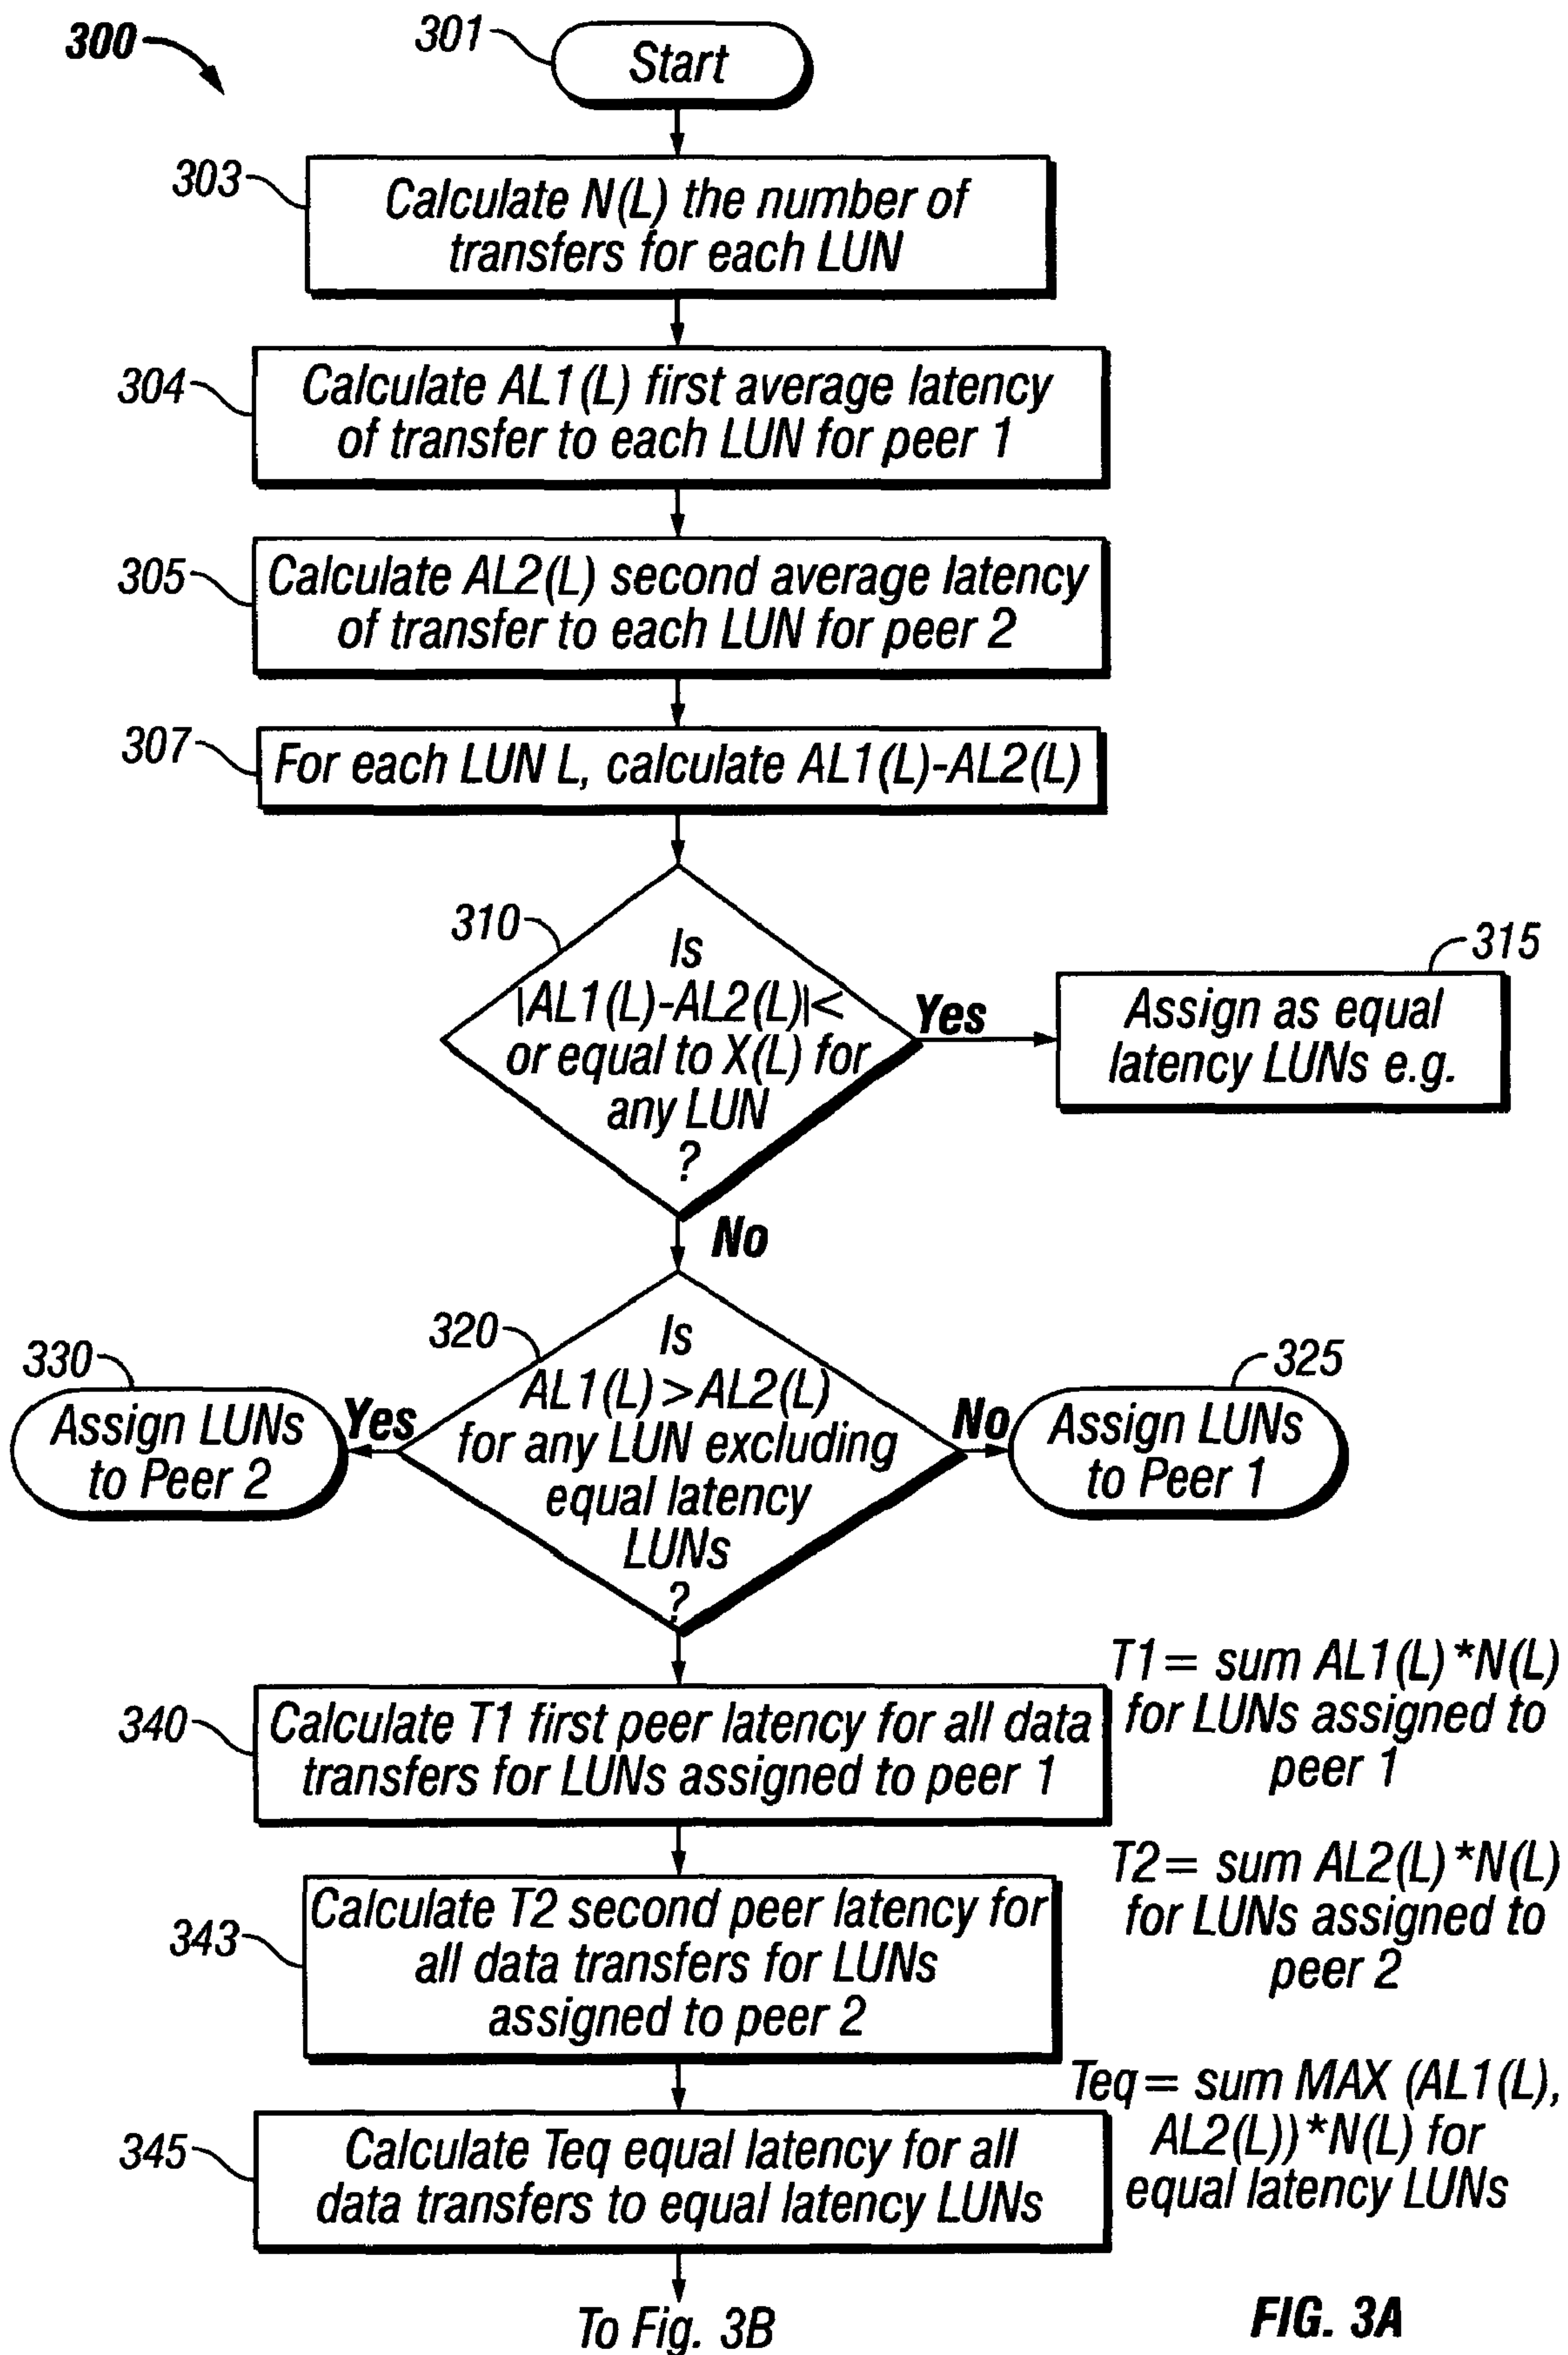 300
301
Start
303
Calculate N(L) the number of
transfers for each LUN
304
Calculate AL1(L) first average latency
of transfer to each LUN for peer 1
305
Calculate AL2(L) second average latency
of transfer to each LUN for peer 2
307
For each LUN L, calculate AL1(L)-AL2(L)
310
Is
|AL1(L)-AL2(L)|<
or equal to X(L) for
any LUN
?
Yes
315
Assign as equal
latency LUNs e.g.
No
320
Is
AL1(L)>AL2(L)
for any LUN excluding
equal latency
LUNs
?
330
Yes
Assign LUNs
to Peer 2
No
325
Assign LUNs
to Peer 1
340
Calculate T1 first peer latency for all data
transfers for LUNs assigned to peer 1
T1= sum AL1(L)*N(L)
for LUNs assigned to
peer 1
343
Calculate T2 second peer latency for
all data transfers for LUNs
assigned to peer 2
T2= sum AL2(L)*N(L)
for LUNs assigned to
peer 2
345
Calculate Teq equal latency for all
data transfers to equal latency LUNs
Teq= sum MAX (AL1(L),
AL2(L))*N(L) for
equal latency LUNs
To Fig. 3B
FIG. 3A